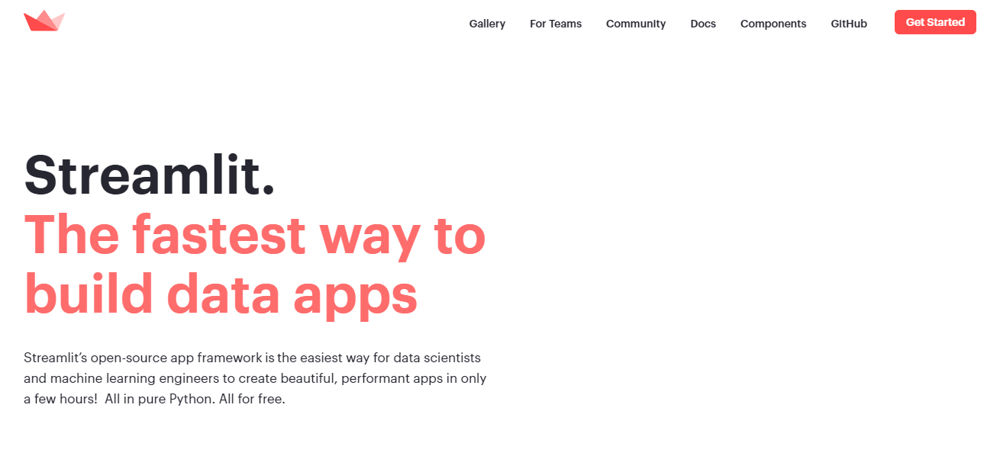 Gallery For Teams Community Docs Components GitHub Get Started
Streamlit.
The fastest way to
build data apps
Streamlit’s open-source app framework is the easiest way for data scientists
and machine learning engineers to create beautiful, performant apps in only
a few hours!  All in pure Python. All for free.